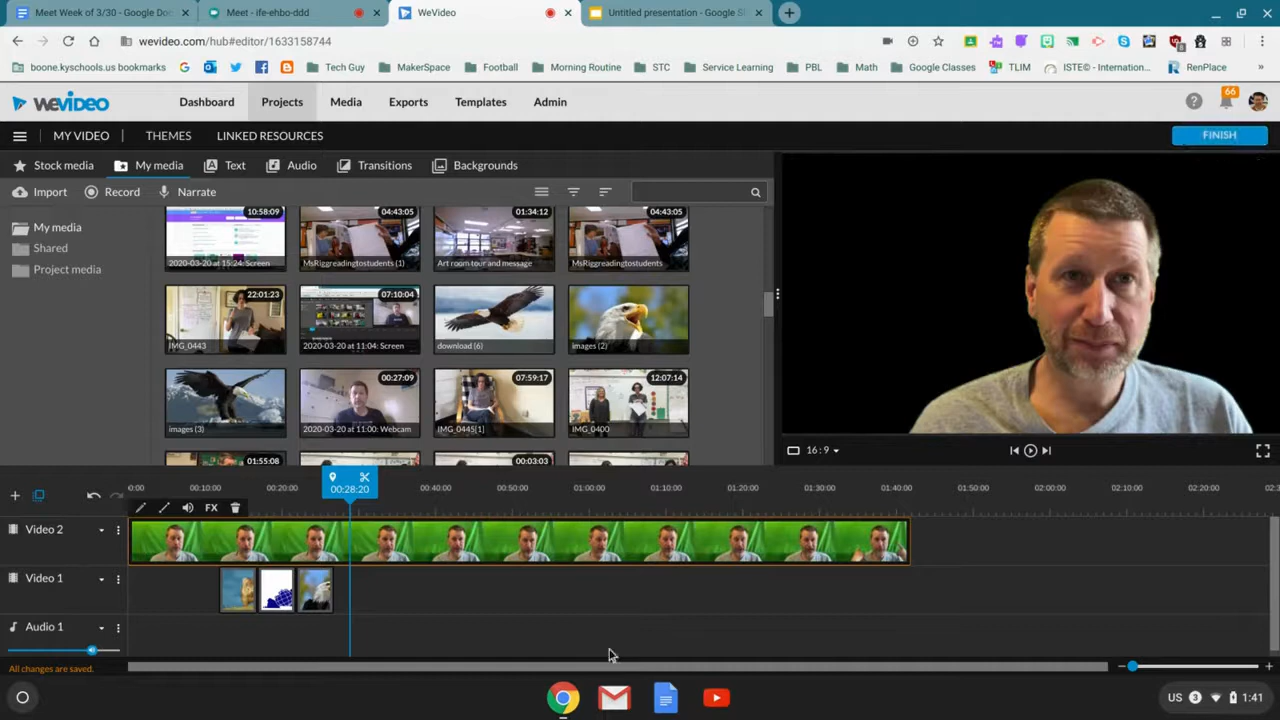 Meet Week of 3/30 - Google Doc
Meet - ife-ehbo-ddd
WeVideo
Untitled presentation - Google Sl
wevideo.com/hub#editor/1633158744
8
boone.kyschools.us bookmarks
Tech Guy
MakerSpace
Football
Morning Routine
STC
Service Learning
PBL
Math
Google Classes
TLIM
ISTE© - Internation...
RenPlace
»
WEVIDEO
Dashboard
Projects
Media
Exports
Templates
Admin
66
MY VIDEO
THEMES
LINKED RESOURCES
FINISH
Stock media
My media
Text
Audio
Transitions
Backgrounds
Import
Record
Narrate
My media
Shared
Project media
10:58:09
04:43:05
01:34:12
04:43:05
2020-03-20 at 15:24: Screen
MsRiggreadingtostudents (1)
Art room tour and message
MsRiggreadingtostudents
22:01:23
07:10:04
IMG_0443
2020-03-20 at 11:04: Screen
download (6)
images (2)
00:27:09
07:59:17
12:07:14
images (3)
2020-03-20 at 11:00: Webcam
IMG_0445[1]
IMG_0400
01:55:08
00:03:03
16:9
0:00
00:10:00
00:20:00
00:28:20
00:40:00
00:50:00
01:00:00
01:10:00
01:20:00
01:30:00
01:40:00
01:50:00
02:00:00
02:10:00
02:20:00
02:3
FX
Video 2
Video 1
Audio 1
All changes are saved.
US
3
1:41